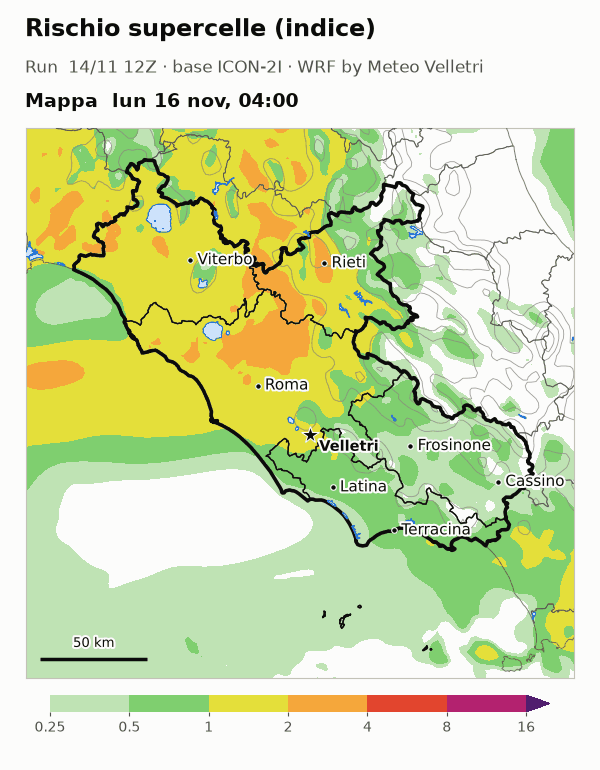 Rischio supercelle (indice)
Run  14/11 12Z · base ICON-2I · WRF by Meteo Velletri
Mappa  lun 16 nov, 04:00
Viterbo
Rieti
Roma
Velletri
Frosinone
Latina
Cassino
Terracina
50 km
0.25 0.5 1 2 4 8 16